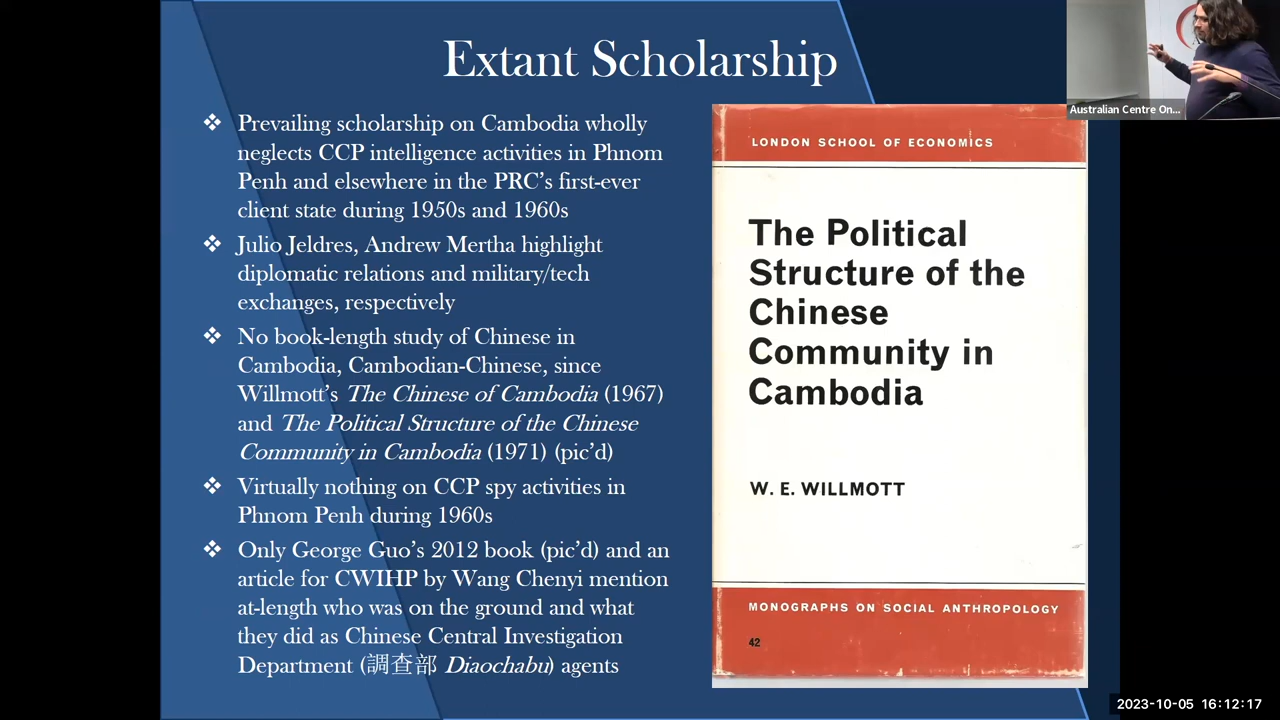 Extant Scholarship
❖ Prevailing scholarship on Cambodia wholly
neglects CCP intelligence activities in Phnom
Penh and elsewhere in the PRC's first-ever
client state during 1950s and 1960s
❖ Julio Jeldres, Andrew Mertha highlight
diplomatic relations and military/tech
exchanges, respectively
❖ No book-length study of Chinese in
Cambodia, Cambodian-Chinese, since
Willmott's The Chinese of Cambodia (1967)
and The Political Structure of the Chinese
Community in Cambodia (1971) (pic'd)
❖ Virtually nothing on CCP spy activities in
Phnom Penh during 1960s
❖ Only George Guo's 2012 book (pic'd) and an
article for CWIHP by Wang Chenyi mention
at-length who was on the ground and what
they did as Chinese Central Investigation
Department (調查部 Diaochabu) agents
LONDON SCHOOL OF ECONOMICS
The Political
Structure of the
Chinese
Community in
Cambodia
W. E. WILLMOTT
MONOGRAPHS ON SOCIAL ANTHROPOLOGY
42
Australian Centre On...
2023-10-05 16:12:17